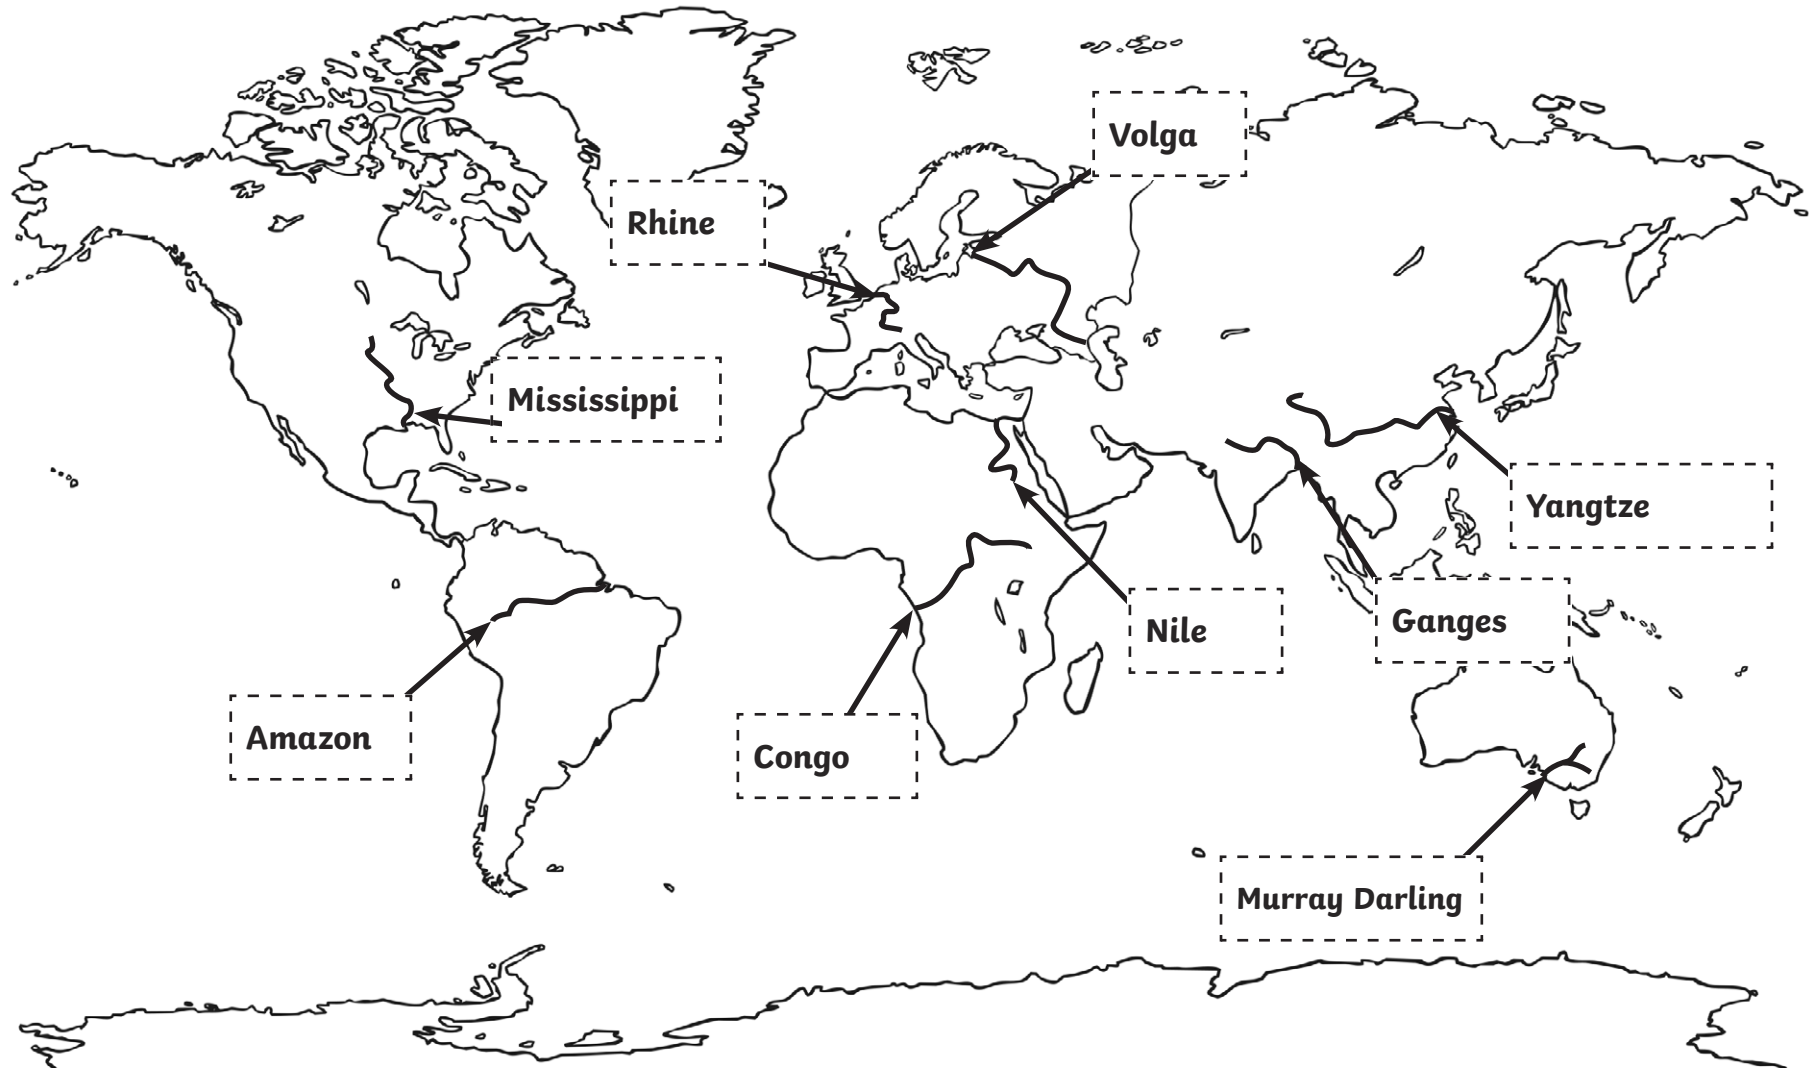 Volga
Rhine
Mississippi
Yangtze
Ganges
Nile
Amazon
Congo
Murray Darling